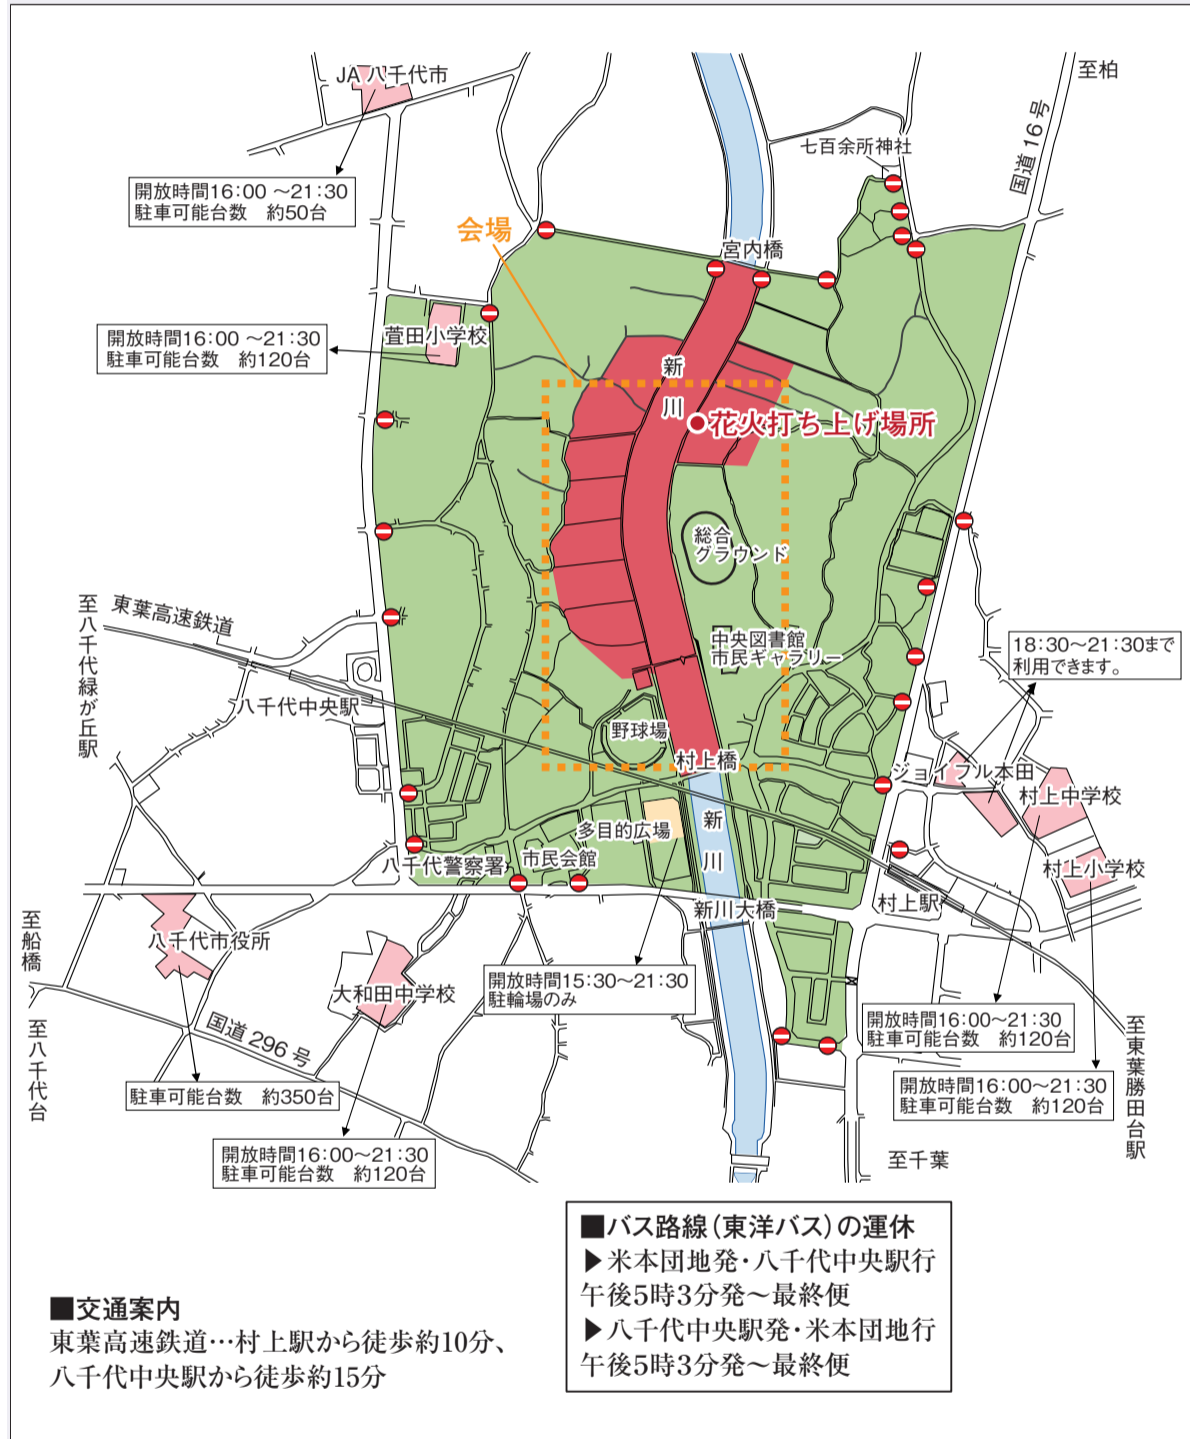 JA 八千代市
至柏
国道16号
七百余所神社
開放時間16:00 ～21:30
駐車可能台数　約50台
会場
宮内橋
開放時間16:00 ～21:30
駐車可能台数　約120台
萱田小学校
新
川
花火打ち上げ場所
総合
グラウンド
至八千代緑が丘駅
東葉高速鉄道
中央図書館
市民ギャラリー
18:30～21:30まで
利用できます。
八千代中央駅
野球場
村上橋
ジョイフル本田
村上中学校
多目的広場
新
川
八千代警察署
市民会館
村上小学校
村上駅
新川大橋
至船橋
八千代市役所
大和田中学校
開放時間15:30～21:30
駐輪場のみ
国道296号
至八千代台
開放時間16:00～21:30
駐車可能台数　約120台
至東葉勝田台駅
駐車可能台数　約350台
開放時間16:00～21:30
駐車可能台数　約120台
開放時間16:00～21:30
駐車可能台数　約120台
至千葉
■バス路線(東洋バス)の運休
▶米本団地発・八千代中央駅行
午後5時3分発～最終便
▶八千代中央駅発・米本団地行
午後5時3分発～最終便
■交通案内
東葉高速鉄道…村上駅から徒歩約10分、
八千代中央駅から徒歩約15分